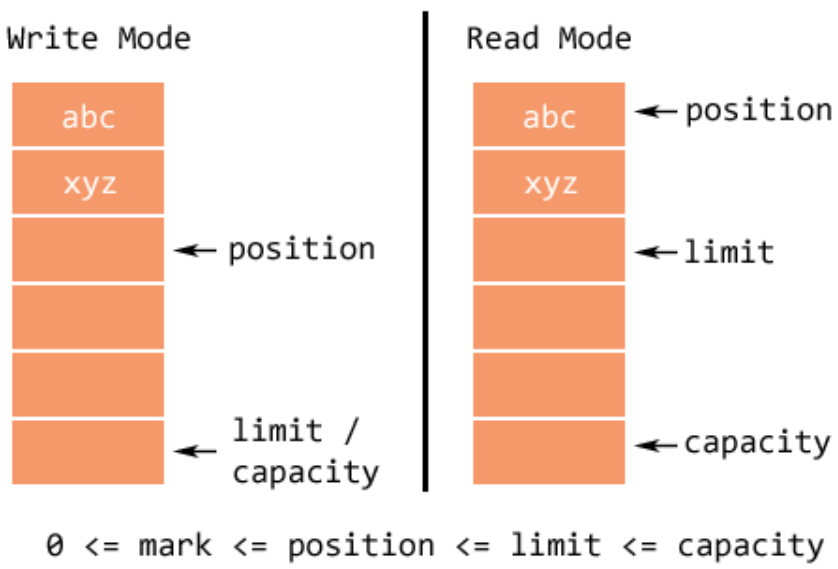 Write Mode
abc
xyz
position
limit /
capacity
Read Mode
abc
position
xyz
limit
capacity
0 <= mark <= position <= limit <= capacity